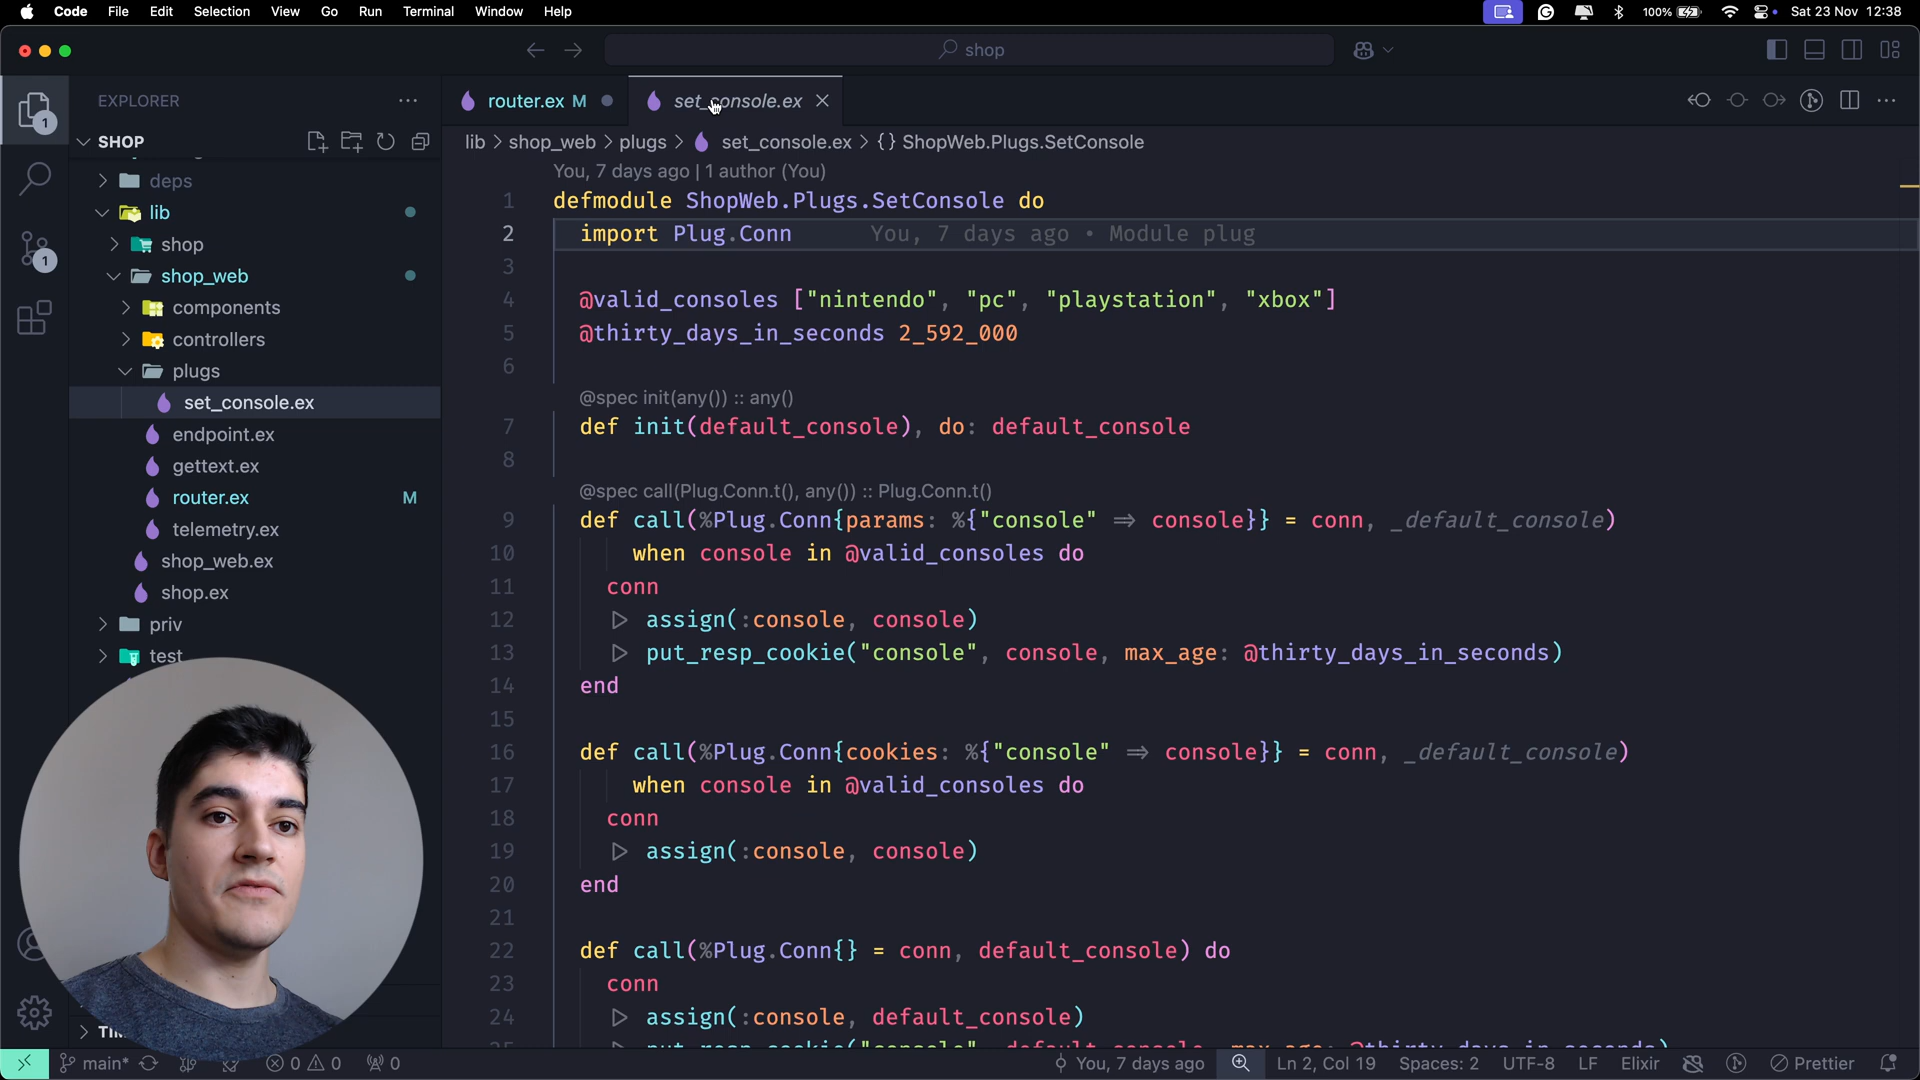 Code File Edit Selection View Go Run Terminal Window Help 100% Sat 23 Nov 12:38
shop
EXPLORER
SHOP
deps
lib
shop
shop_web
components
controllers
plugs
set_console.ex
endpoint.ex
gettext.ex
router.ex M
telemetry.ex
shop_web.ex
shop.ex
priv
test
1
1
router.ex M set_console.ex
lib > shop_web > plugs > set_console.ex > {} ShopWeb.Plugs.SetConsole
You, 7 days ago | 1 author (You)
1 defmodule ShopWeb.Plugs.SetConsole do
2 import Plug.Conn You, 7 days ago • Module plug
3
4 @valid_consoles ["nintendo", "pc", "playstation", "xbox"]
5 @thirty_days_in_seconds 2_592_000
6
@spec init(any()) :: any()
7 def init(default_console), do: default_console
8
@spec call(Plug.Conn.t(), any()) :: Plug.Conn.t()
9 def call(%Plug.Conn{params: %{"console" => console}} = conn, _default_console)
10 when console in @valid_consoles do
11 conn
12 |> assign(:console, console)
13 |> put_resp_cookie("console", console, max_age: @thirty_days_in_seconds)
14 end
15
16 def call(%Plug.Conn{cookies: %{"console" => console}} = conn, _default_console)
17 when console in @valid_consoles do
18 conn
19 |> assign(:console, console)
20 end
21
22 def call(%Plug.Conn{} = conn, default_console) do
23 conn
24 |> assign(:console, default_console)
25 |> put_resp_cookie("console", default_console, max_age: @thirty_days_in_seconds)
main* 0 0 0 You, 7 days ago Ln 2, Col 19 Spaces: 2 UTF-8 LF Elixir Prettier